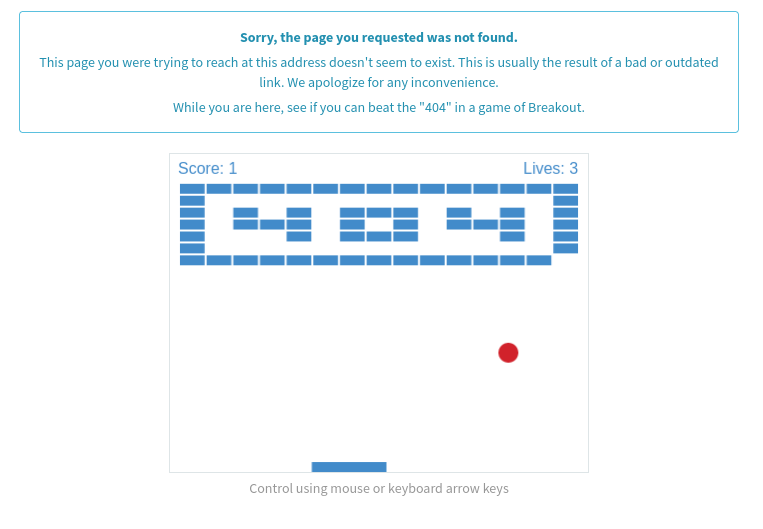 Sorry, the page you requested was not found.
This page you were trying to reach at this address doesn't seem to exist. This is usually the result of a bad or outdated
link. We apologize for any inconvenience.
While you are here, see if you can beat the "404" in a game of Breakout.
Score: 1 Lives: 3
404
Control using mouse or keyboard arrow keys